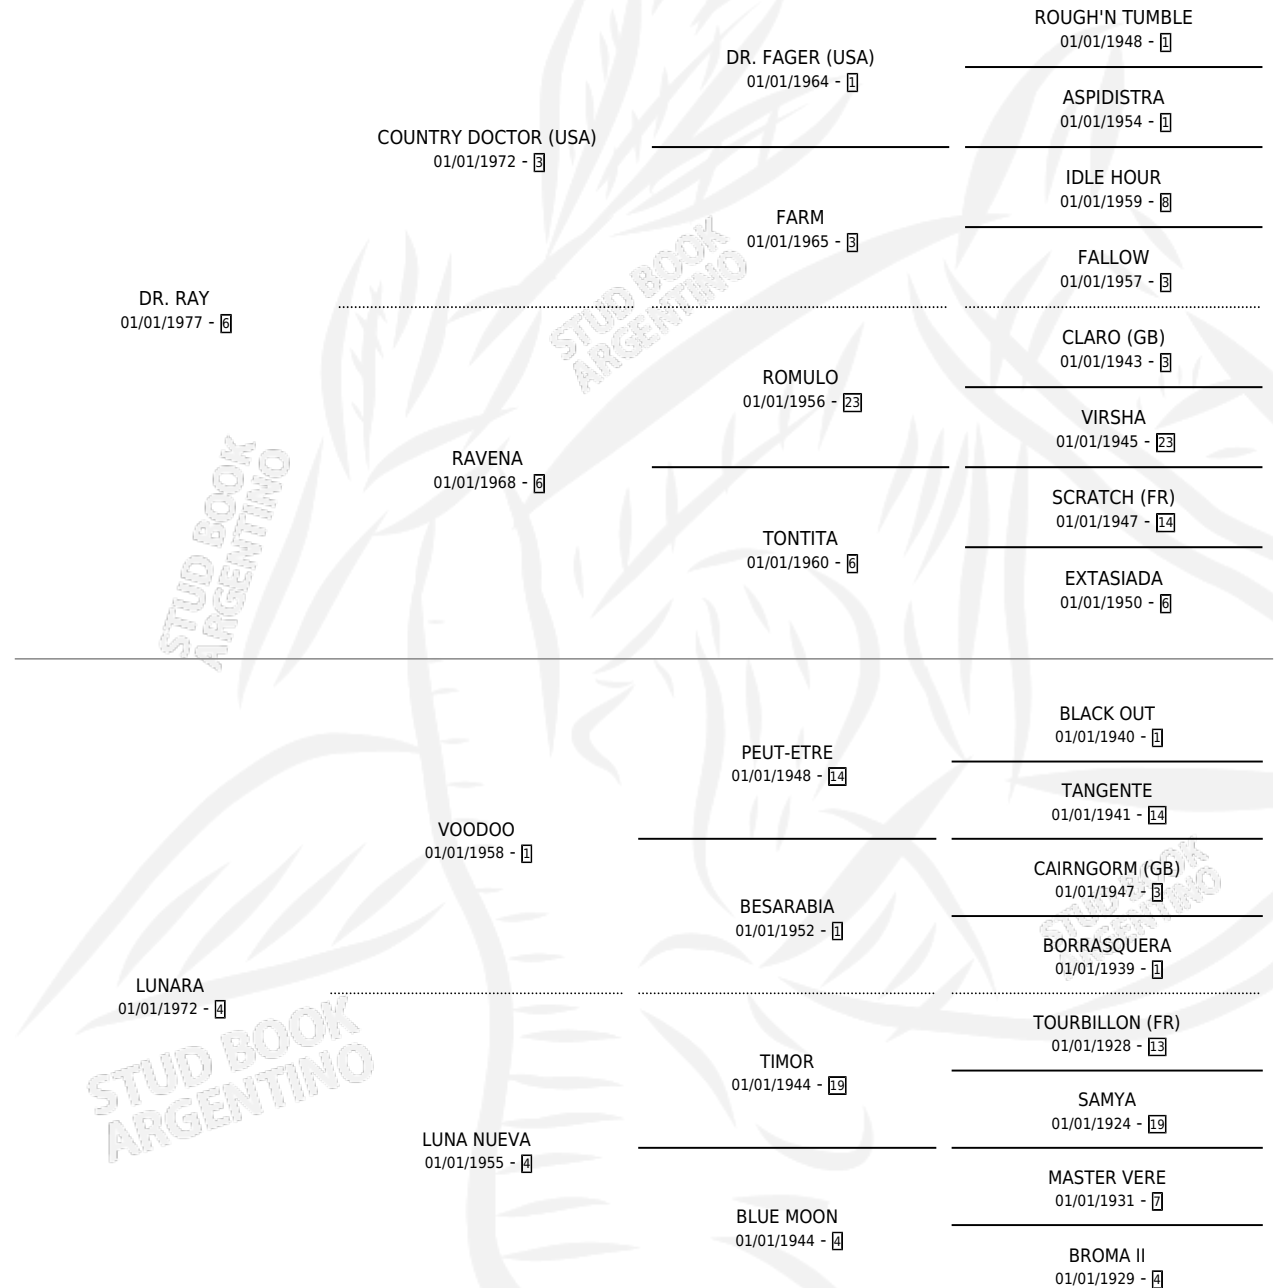 ROUGH'N TUMBLE
01/01/1948 - 1
DR. FAGER (USA)
01/01/1964 - 1
ASPIDISTRA
01/01/1954 - 1
COUNTRY DOCTOR (USA)
01/01/1972 - 3
IDLE HOUR
01/01/1959 - 8
FARM
01/01/1965 - 3
FALLOW
01/01/1957 - 3
DR. RAY
01/01/1977 - 6
CLARO (GB)
01/01/1943 - 3
ROMULO
01/01/1956 - 23
VIRSHA
01/01/1945 - 23
RAVENA
01/01/1968 - 6
SCRATCH (FR)
01/01/1947 - 14
TONTITA
01/01/1960 - 6
EXTASIADA
01/01/1950 - 6
BLACK OUT
01/01/1940 - 1
PEUT-ETRE
01/01/1948 - 14
TANGENTE
01/01/1941 - 14
VOODOO
01/01/1958 - 1
CAIRNGORM (GB)
01/01/1947 - 3
BESARABIA
01/01/1952 - 1
BORRASQUERA
01/01/1939 - 1
LUNARA
01/01/1972 - 4
TOURBILLON (FR)
01/01/1928 - 13
TIMOR
01/01/1944 - 19
SAMYA
01/01/1924 - 19
LUNA NUEVA
01/01/1955 - 4
MASTER VERE
01/01/1931 - 7
BLUE MOON
01/01/1944 - 4
BROMA II
01/01/1929 - 4
STUD BOOK
ARGENTINO
STUD BOOK
ARGENTINO
STUD BOOK
ARGENTINO
STUD BOOK
ARGENTINO